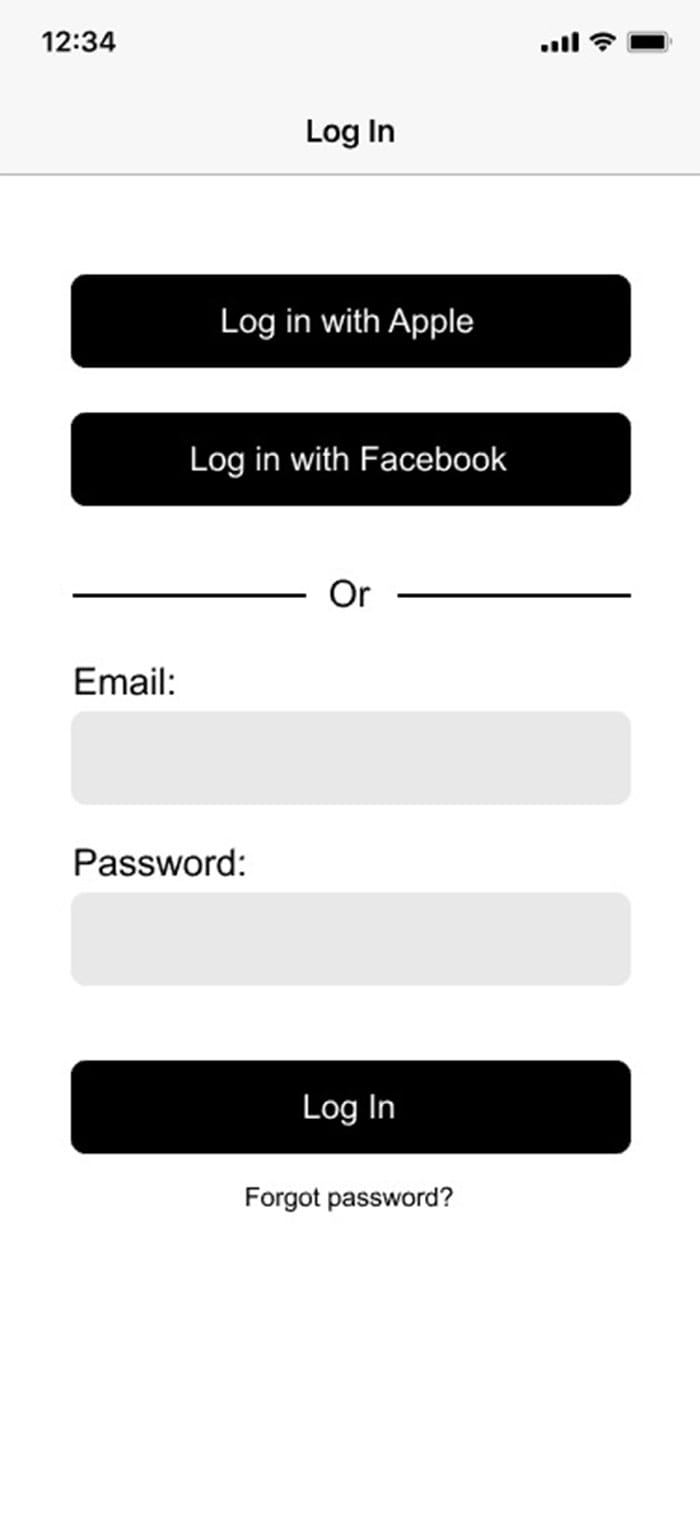 12:34
Log In
Log in with Apple
Log in with Facebook
Or
Email:
Password:
Log In
Forgot password?